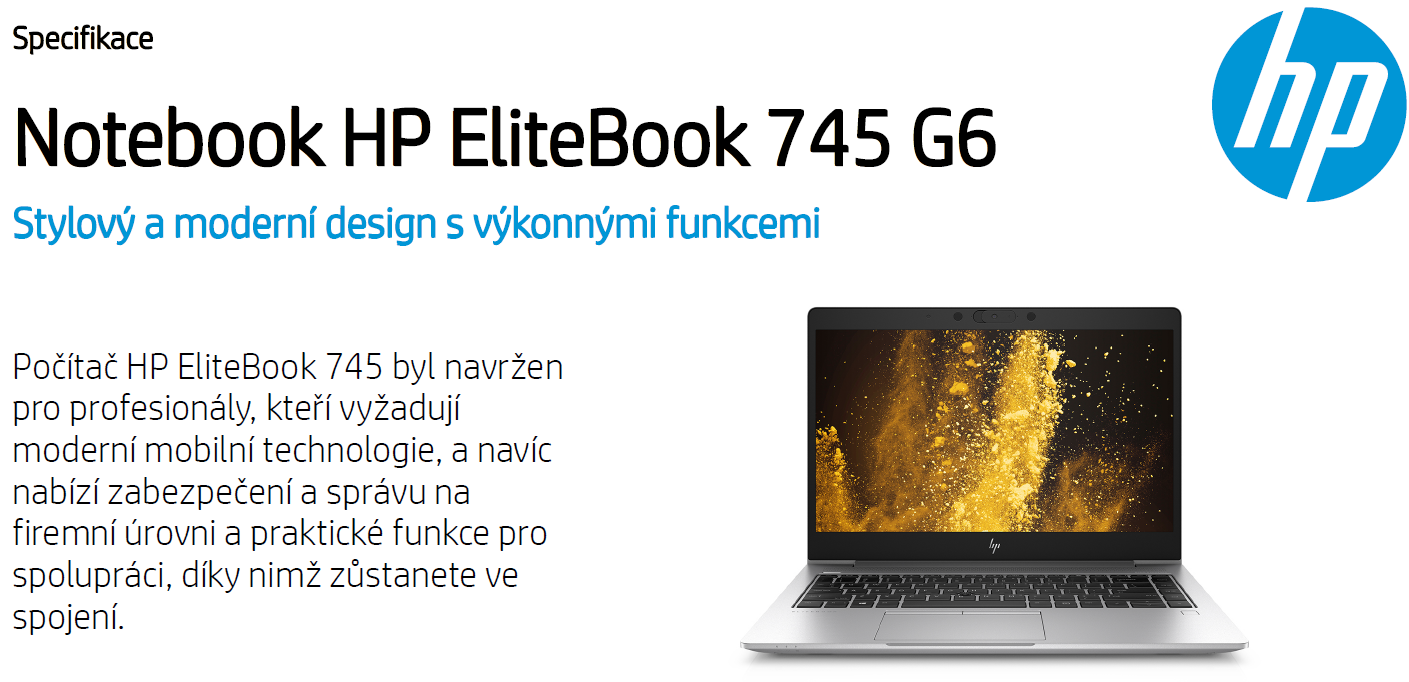 Specifikace
hp
Notebook HP EliteBook 745 G6
Stylový a moderní design s výkonnými funkcemi
Počítač HP EliteBook 745 byl navržen
pro profesionály, kteří vyžadují
moderní mobilní technologie, a navíc
nabízí zabezpečení a správu na
firemní úrovni a praktické funkce pro
spolupráci, díky nimž zůstanete ve
spojení.
hp